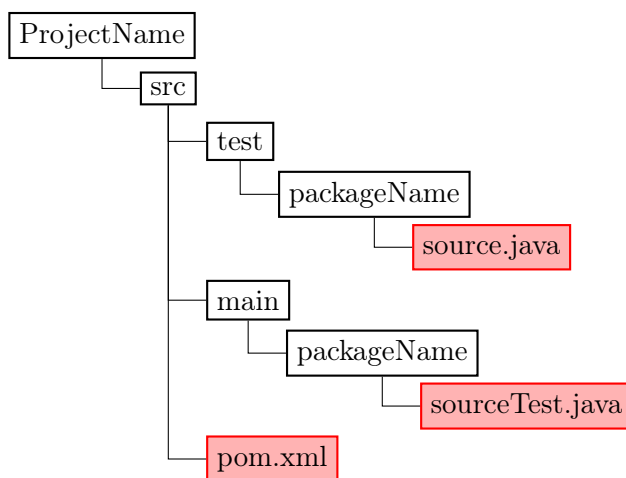 ProjectName
src
test
packageName
source.java
main
packageName
sourceTest.java
pom.xml